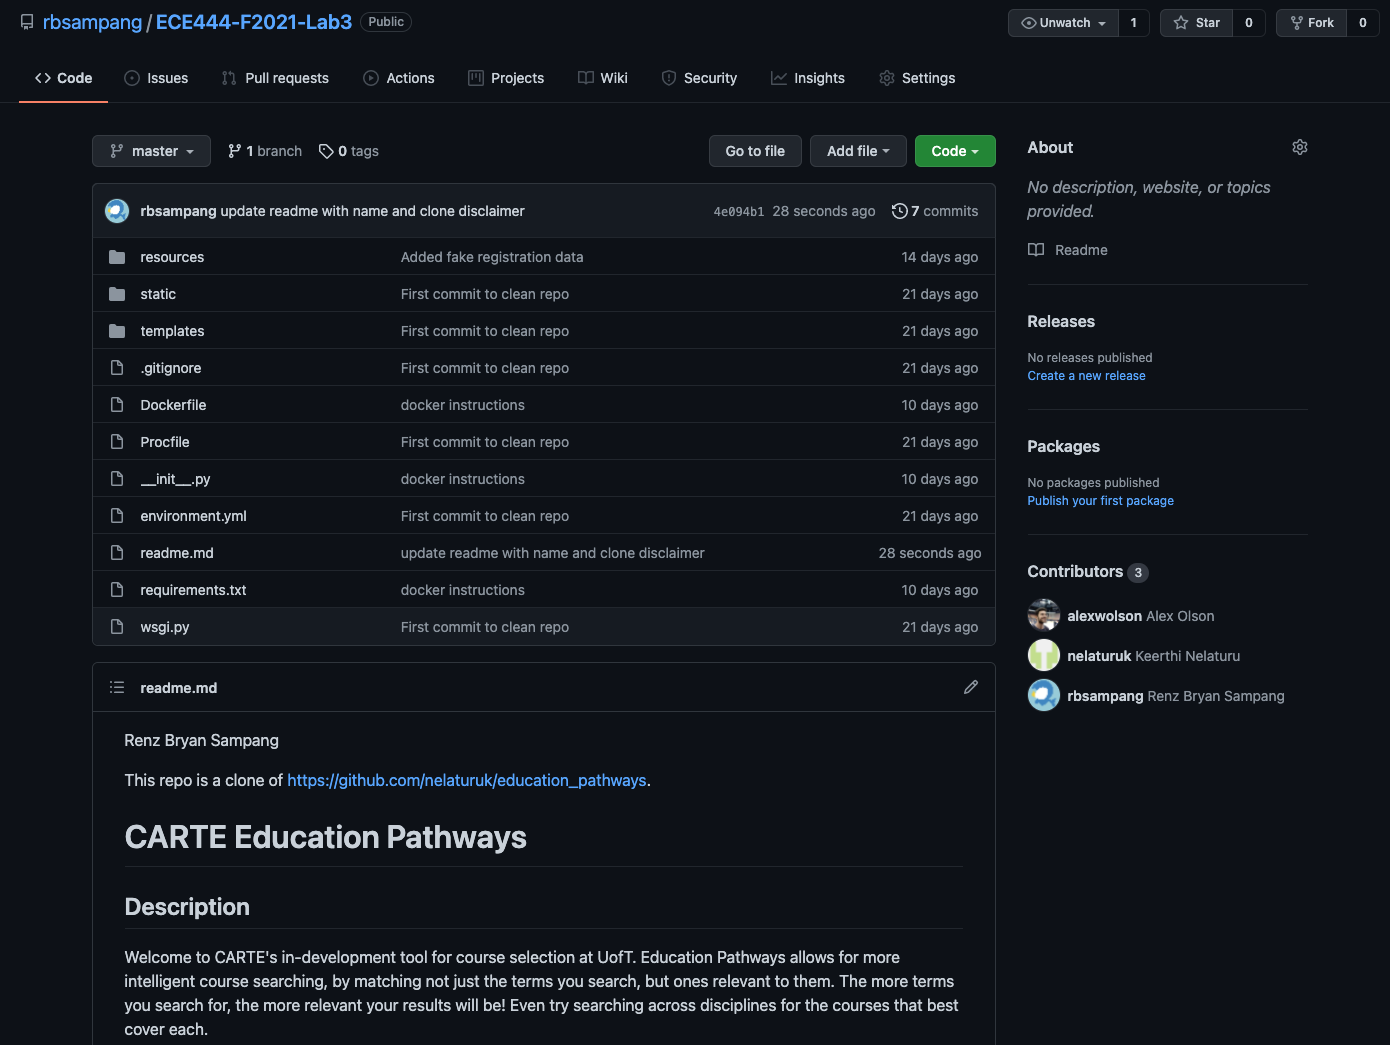 rbsampang / ECE444-F2021-Lab3 Public
Unwatch 1 Star 0 Fork 0
Code Issues Pull requests Actions Projects Wiki Security Insights Settings
master 1 branch 0 tags Go to file Add file Code
rbsampang update readme with name and clone disclaimer 4e094b1 28 seconds ago 7 commits
resources Added fake registration data 14 days ago
static First commit to clean repo 21 days ago
templates First commit to clean repo 21 days ago
.gitignore First commit to clean repo 21 days ago
Dockerfile docker instructions 10 days ago
Procfile First commit to clean repo 21 days ago
__init__.py docker instructions 10 days ago
environment.yml First commit to clean repo 21 days ago
readme.md update readme with name and clone disclaimer 28 seconds ago
requirements.txt docker instructions 10 days ago
wsgi.py First commit to clean repo 21 days ago
readme.md
Renz Bryan Sampang
This repo is a clone of https://github.com/nelaturuk/education_pathways.
CARTE Education Pathways
Description
Welcome to CARTE's in-development tool for course selection at UofT. Education Pathways allows for more
intelligent course searching, by matching not just the terms you search, but ones relevant to them. The more terms
you search for, the more relevant your results will be! Even try searching across disciplines for the courses that best
cover each.
About
No description, website, or topics
provided.
Readme
Releases
No releases published
Create a new release
Packages
No packages published
Publish your first package
Contributors 3
alexwolson Alex Olson
nelaturuk Keerthi Nelaturu
rbsampang Renz Bryan Sampang